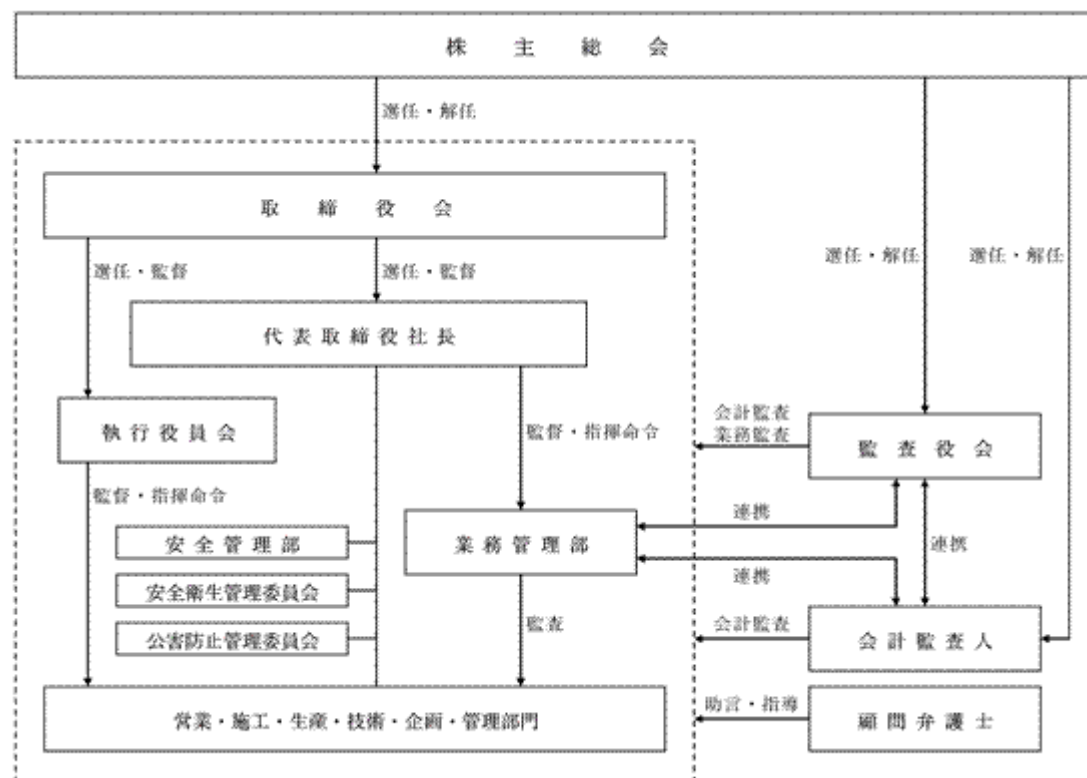 株主総会
選任・解任
取締役会
選任・解任
選任・解任
選任・監督
選任・監督
代表取締役社長
執行役員会
監督・指揮命令
会計監査
業務監査
監査役会
監督・指揮命令
連携
安全管理部
業務管理部
連携
安全衛生管理委員会
連携
公害防止管理委員会
監査
会計監査
会計監査人
営業・施工・生産・技術・企画・管理部門
助言・指導
顧問弁護士